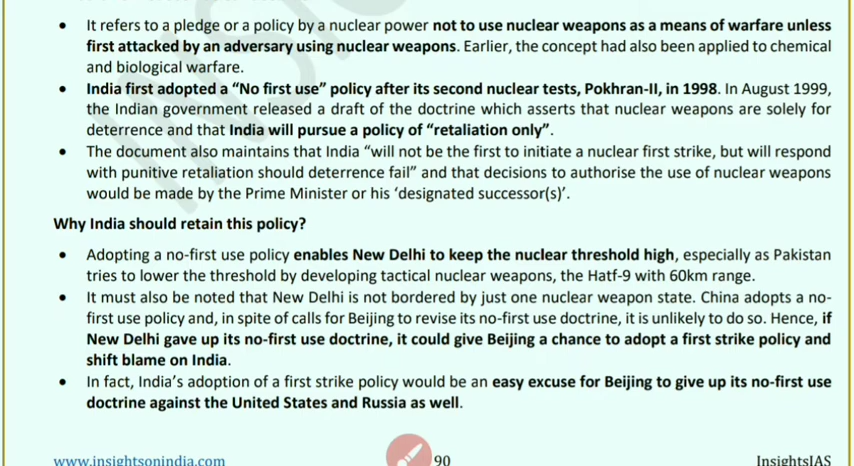 • It refers to a pledge or a policy by a nuclear power not to use nuclear weapons as a means of warfare unless
first attacked by an adversary using nuclear weapons. Earlier, the concept had also been applied to chemical
and biological warfare.
• India first adopted a “No first use” policy after its second nuclear tests, Pokhran-II, in 1998. In August 1999,
the Indian government released a draft of the doctrine which asserts that nuclear weapons are solely for
deterrence and that India will pursue a policy of “retaliation only”.
• The document also maintains that India “will not be the first to initiate a nuclear first strike, but will respond
with punitive retaliation should deterrence fail” and that decisions to authorise the use of nuclear weapons
would be made by the Prime Minister or his ‘designated successor(s)’.
Why India should retain this policy?
• Adopting a no-first use policy enables New Delhi to keep the nuclear threshold high, especially as Pakistan
tries to lower the threshold by developing tactical nuclear weapons, the Hatf-9 with 60km range.
• It must also be noted that New Delhi is not bordered by just one nuclear weapon state. China adopts a no-
first use policy and, in spite of calls for Beijing to revise its no-first use doctrine, it is unlikely to do so. Hence, if
New Delhi gave up its no-first use doctrine, it could give Beijing a chance to adopt a first strike policy and
shift blame on India.
• In fact, India’s adoption of a first strike policy would be an easy excuse for Beijing to give up its no-first use
doctrine against the United States and Russia as well.
www.insightsonindia.com 90 InsightsIAS